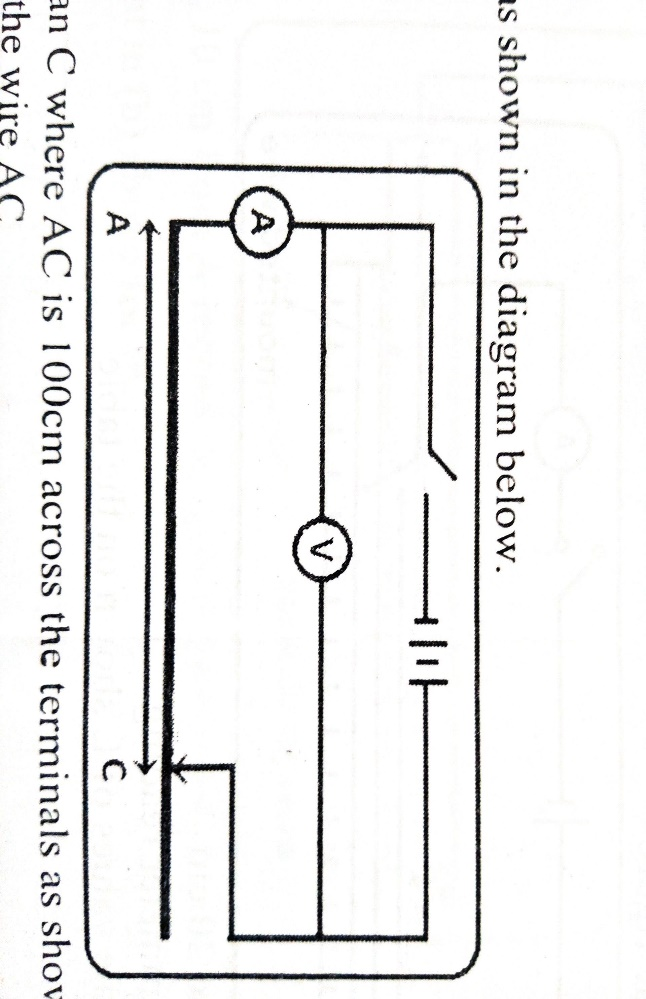 as shown in the diagram below.
V
A
A
C
an C where AC is 100cm across the terminals as show
the wire AC